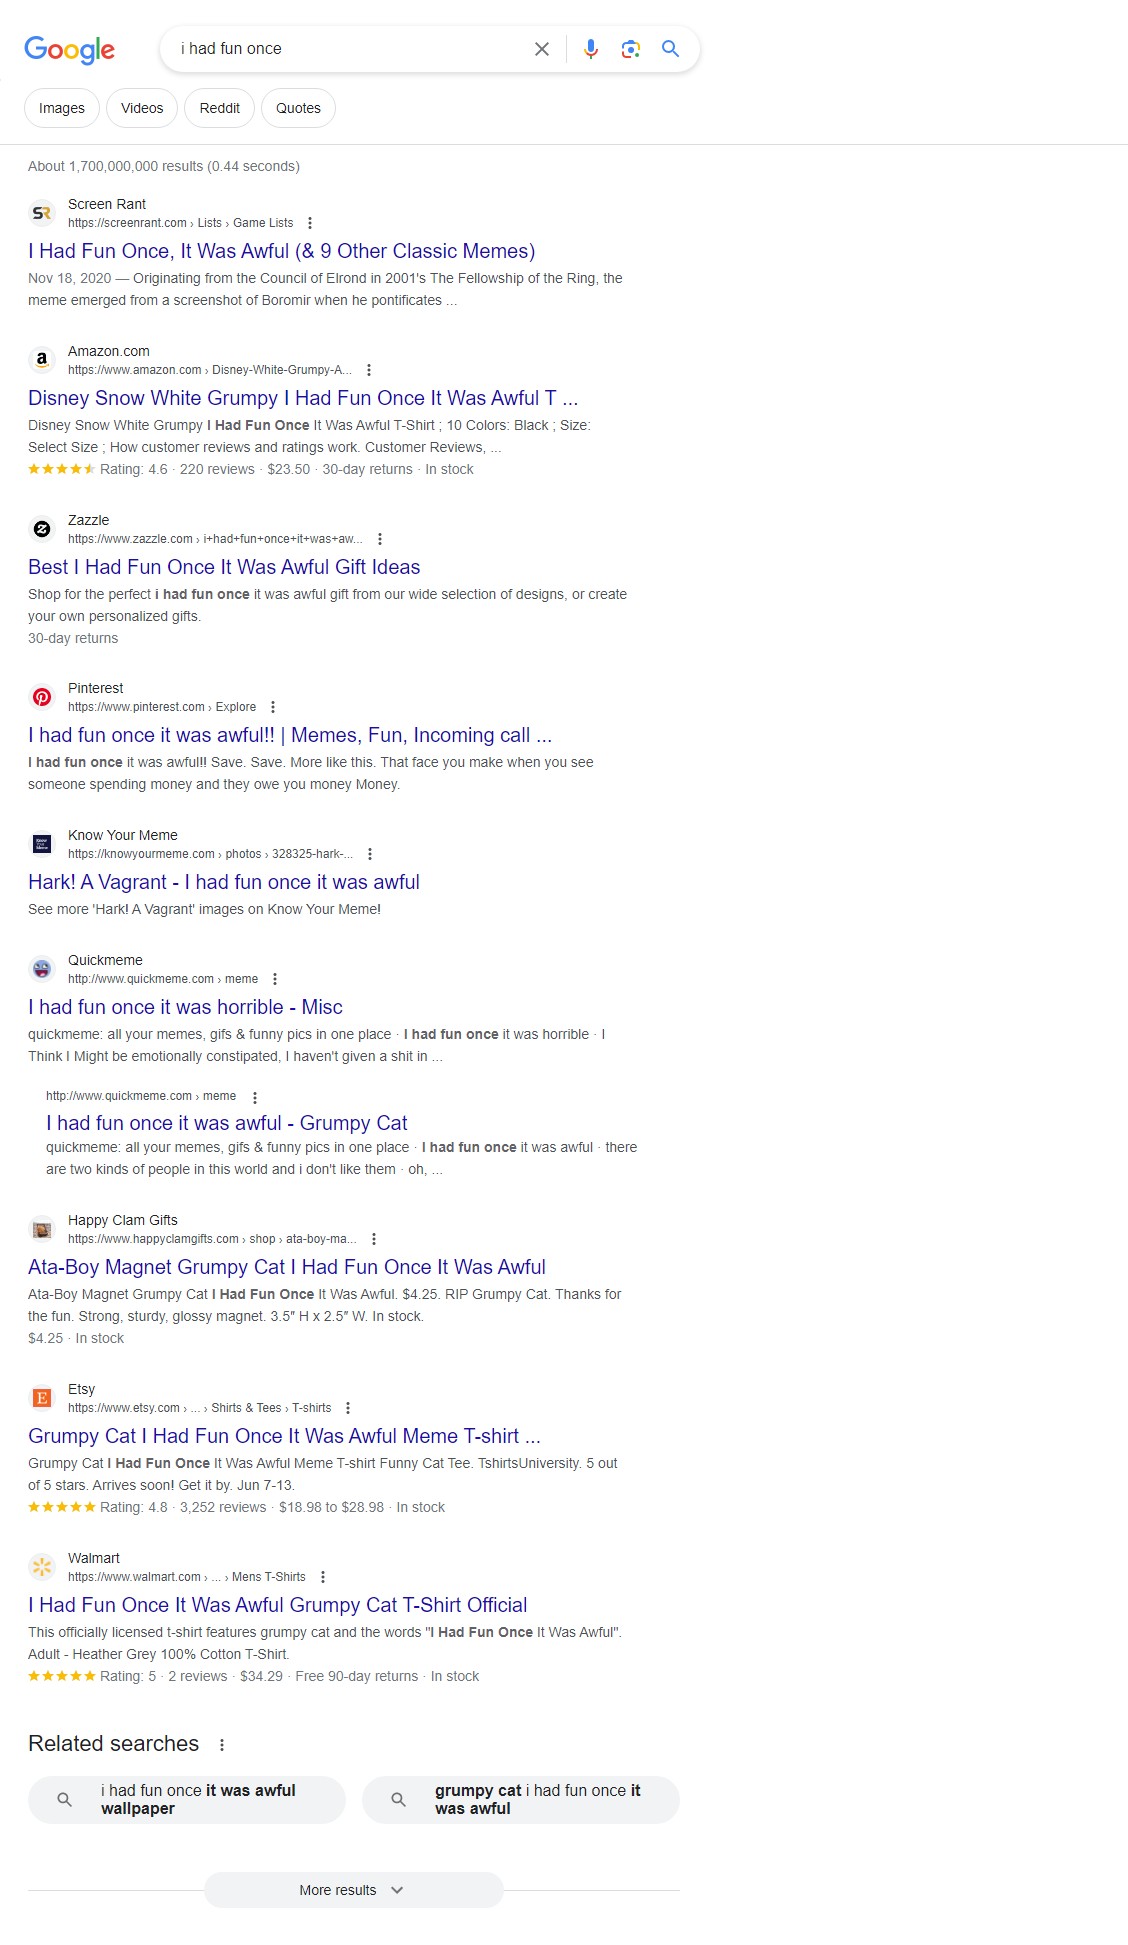 Google
i had fun once
Images
Videos
Reddit
Quotes
About 1,700,000,000 results (0.44 seconds)
SR
Screen Rant
https://screenrant.com › Lists › Game Lists
I Had Fun Once, It Was Awful (& 9 Other Classic Memes)
Nov 18, 2020 — Originating from the Council of Elrond in 2001's The Fellowship of the Ring, the
meme emerged from a screenshot of Boromir when he pontificates ...
a
Amazon.com
https://www.amazon.com › Disney-White-Grumpy-A...
Disney Snow White Grumpy I Had Fun Once It Was Awful T ...
Disney Snow White Grumpy I Had Fun Once It Was Awful T-Shirt ; 10 Colors: Black ; Size:
Select Size ; How customer reviews and ratings work. Customer Reviews, ...
Rating: 4.6 · 220 reviews · $23.50 · 30-day returns · In stock
Zazzle
https://www.zazzle.com › i+had+fun+once+it+was+aw...
Best I Had Fun Once It Was Awful Gift Ideas
Shop for the perfect i had fun once it was awful gift from our wide selection of designs, or create
your own personalized gifts.
30-day returns
Pinterest
https://www.pinterest.com › Explore
I had fun once it was awful!! | Memes, Fun, Incoming call ...
I had fun once it was awful!! Save. Save. More like this. That face you make when you see
someone spending money and they owe you money Money.
Know Your Meme
https://knowyourmeme.com › photos › 328325-hark-...
Hark! A Vagrant - I had fun once it was awful
See more 'Hark! A Vagrant' images on Know Your Meme!
Quickmeme
http://www.quickmeme.com › meme
I had fun once it was horrible - Misc
quickmeme: all your memes, gifs & funny pics in one place · I had fun once it was horrible · I
Think I Might be emotionally constipated, I haven't given a shit in ...
http://www.quickmeme.com › meme
I had fun once it was awful - Grumpy Cat
quickmeme: all your memes, gifs & funny pics in one place · I had fun once it was awful · there
are two kinds of people in this world and i don't like them · oh, ...
Happy Clam Gifts
https://www.happyclamgifts.com › shop › ata-boy-ma...
Ata-Boy Magnet Grumpy Cat I Had Fun Once It Was Awful
Ata-Boy Magnet Grumpy Cat I Had Fun Once It Was Awful. $4.25. RIP Grumpy Cat. Thanks for
the fun. Strong, sturdy, glossy magnet. 3.5″ H x 2.5″ W. In stock.
$4.25 · In stock
E
Etsy
https://www.etsy.com › ... › Shirts & Tees › T-shirts
Grumpy Cat I Had Fun Once It Was Awful Meme T-shirt ...
Grumpy Cat I Had Fun Once It Was Awful Meme T-shirt Funny Cat Tee. TshirtsUniversity. 5 out
of 5 stars. Arrives soon! Get it by. Jun 7-13.
Rating: 4.8 · 3,252 reviews · $18.98 to $28.98 · In stock
Walmart
https://www.walmart.com › ... › Mens T-Shirts
I Had Fun Once It Was Awful Grumpy Cat T-Shirt Official
This officially licensed t-shirt features grumpy cat and the words "I Had Fun Once It Was Awful".
Adult - Heather Grey 100% Cotton T-Shirt.
Rating: 5 · 2 reviews · $34.29 · Free 90-day returns · In stock
Related searches
i had fun once it was awful
wallpaper
grumpy cat i had fun once it
was awful
More results